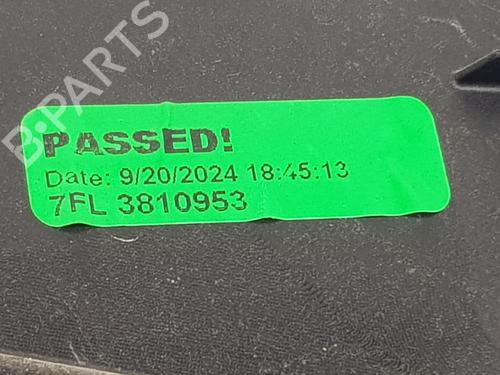 B-PARTS
PASSED!
Date: 9/20/2024 18:45:13
7FL 3810953